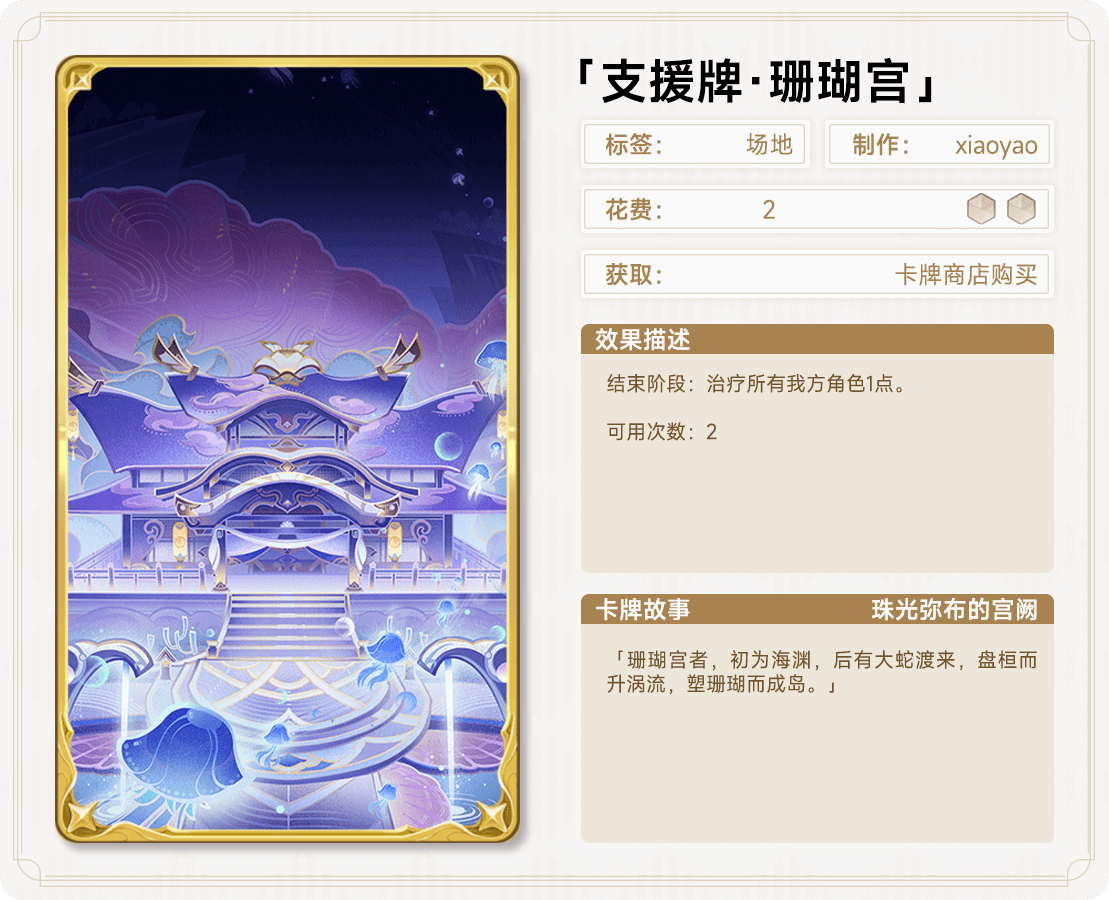 「支援牌·珊瑚宫」
标签： 场地 制作： xiaoyao
花费： 2
获取： 卡牌商店购买
效果描述
结束阶段：治疗所有我方角色1点。
可用次数：2
卡牌故事 珠光弥布的宫阙
「珊瑚宫者，初为海渊，后有大蛇渡来，盘桓而
升涡流，塑珊瑚而成岛。」